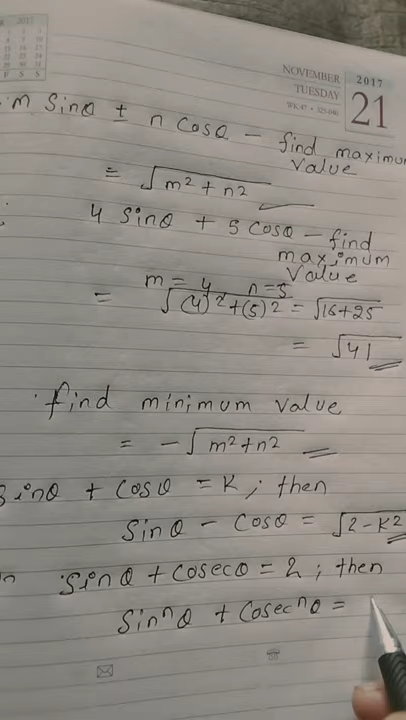 2017
NOVEMBER 2017
TUESDAY 21
m Sinθ ± n Cosθ - find maximum
value
= √m² + n²
4 Sinθ + 5 Cosθ - find
maximum
value
m = 4 n = 5
= √(4)² + (5)² = √16+25
= √41
find minimum value
= - √m² + n²
Sinθ + Cosθ = K ; then
Sinθ - Cosθ = √2 - K²
Sinθ + Cosecθ = 2 ; then
Sinⁿθ + Cosecⁿθ =